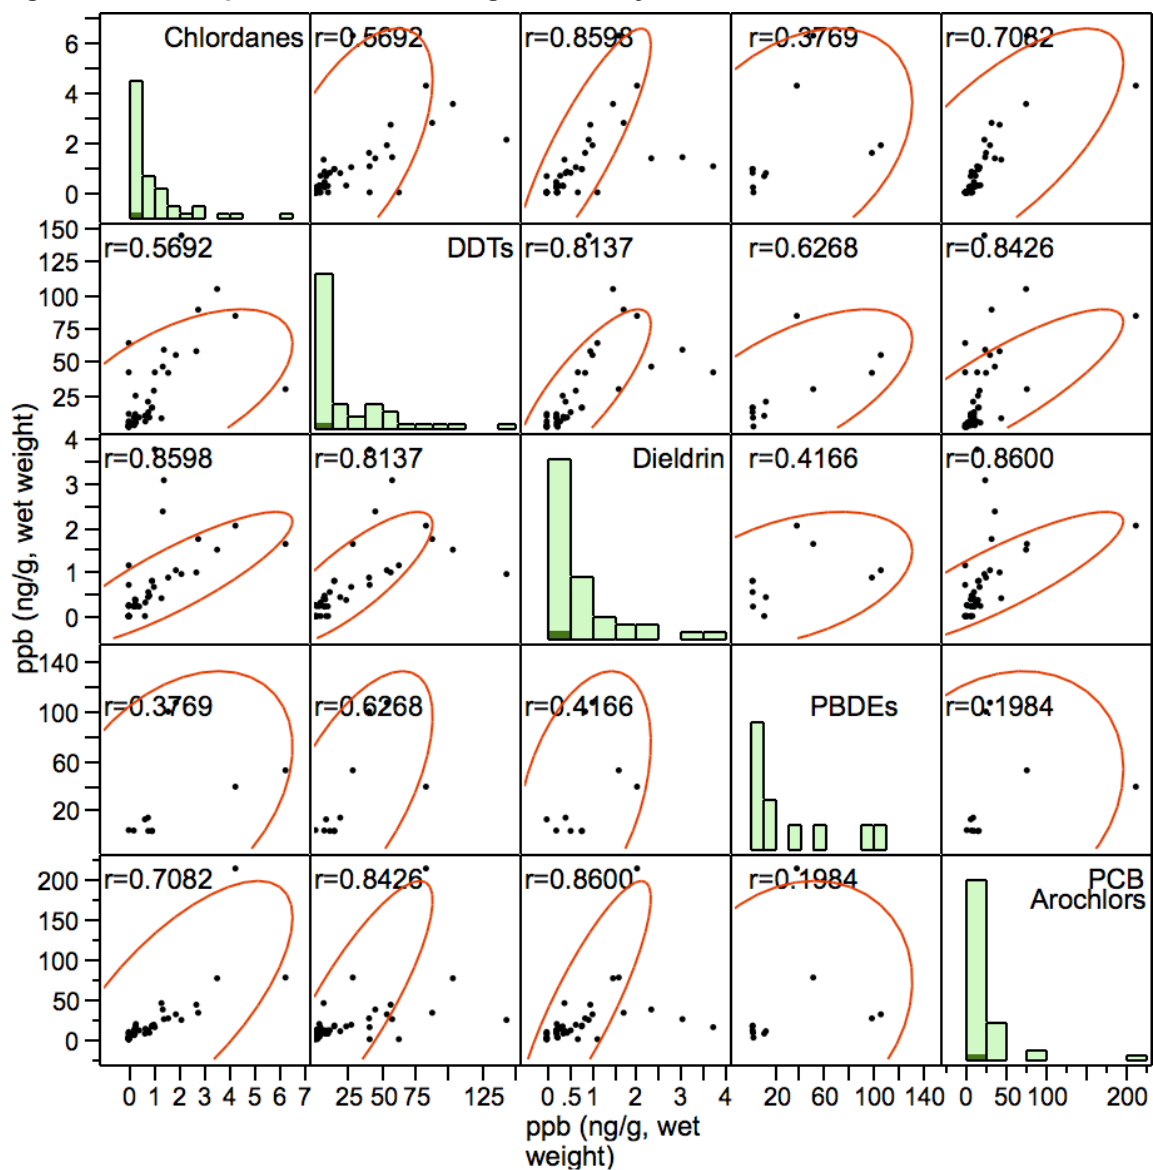 6 Chlordanes r=0.5692 r=0.8598 r=0.3769 r=0.7082
4
2
0
150 r=0.5692 DDTs r=0.8137 r=0.6268 r=0.8426
125
100
75
50
25
4 r=0.8598 r=0.8137 Dieldrin r=0.4166 r=0.8600
3
2
1
0
140
100 r=0.3769 r=0.6268 r=0.4166 PBDEs r=0.1984
60
20
200 r=0.7082 r=0.8426 r=0.8600 r=0.1984 PCB
Arochlors
150
100
50
0
ppb (ng/g, wet weight)
0 1 2 3 4 5 6 7 25 50 75 125 0 .5 1 2 3 4 20 60 100 140 0 50 100 200
ppb (ng/g, wet
weight)